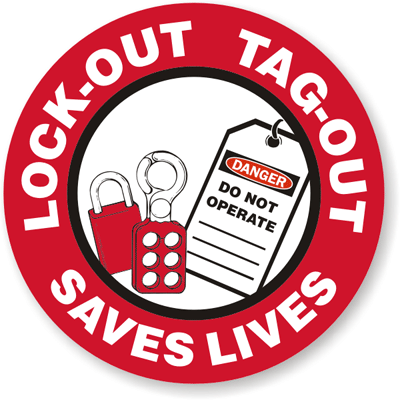 LOCK-OUT TAG-OUT
DANGER
DO NOT
OPERATE
SAVES LIVES